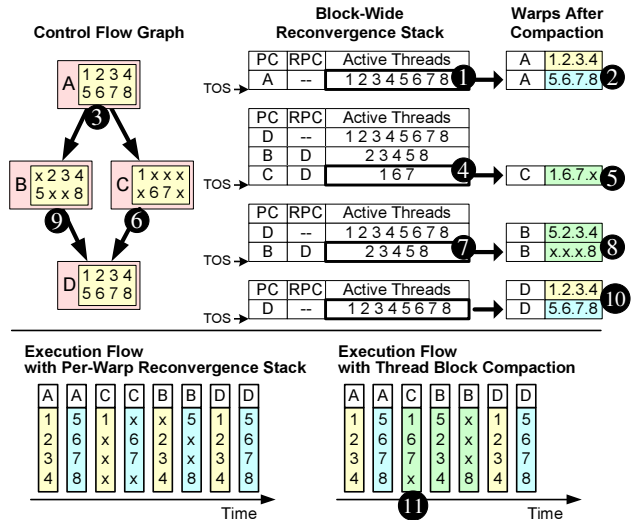 Control Flow Graph
A
1 2 3 4
5 6 7 8
3
B
x 2 3 4
5 x x 8
C
1 x x x
x 6 7 x
9
6
D
1 2 3 4
5 6 7 8
Block-Wide
Reconvergence Stack
PC RPC Active Threads
TOS A -- 1 2 3 4 5 6 7 8 1
PC RPC Active Threads
D -- 1 2 3 4 5 6 7 8
B D 2 3 4 5 8
TOS C D 1 6 7 4
PC RPC Active Threads
D -- 1 2 3 4 5 6 7 8
TOS B D 2 3 4 5 8 7
PC RPC Active Threads
TOS D -- 1 2 3 4 5 6 7 8
Warps After
Compaction
A 1.2.3.4
A 5.6.7.8 2
C 1.6.7.x 5
B 5.2.3.4
B x.x.x.8 8
D 1.2.3.4
D 5.6.7.8 10
Execution Flow
with Per-Warp Reconvergence Stack
A A C C B B D D
1 5 1 x x 5 1 5
2 6 x 6 2 x 2 6
3 7 x 7 3 x 3 7
4 8 x x 4 8 4 8
Time
Execution Flow
with Thread Block Compaction
A A C B B D D
1 5 1 5 x 1 5
2 6 6 2 x 2 6
3 7 7 3 x 3 7
4 8 x 4 8 4 8
11
Time